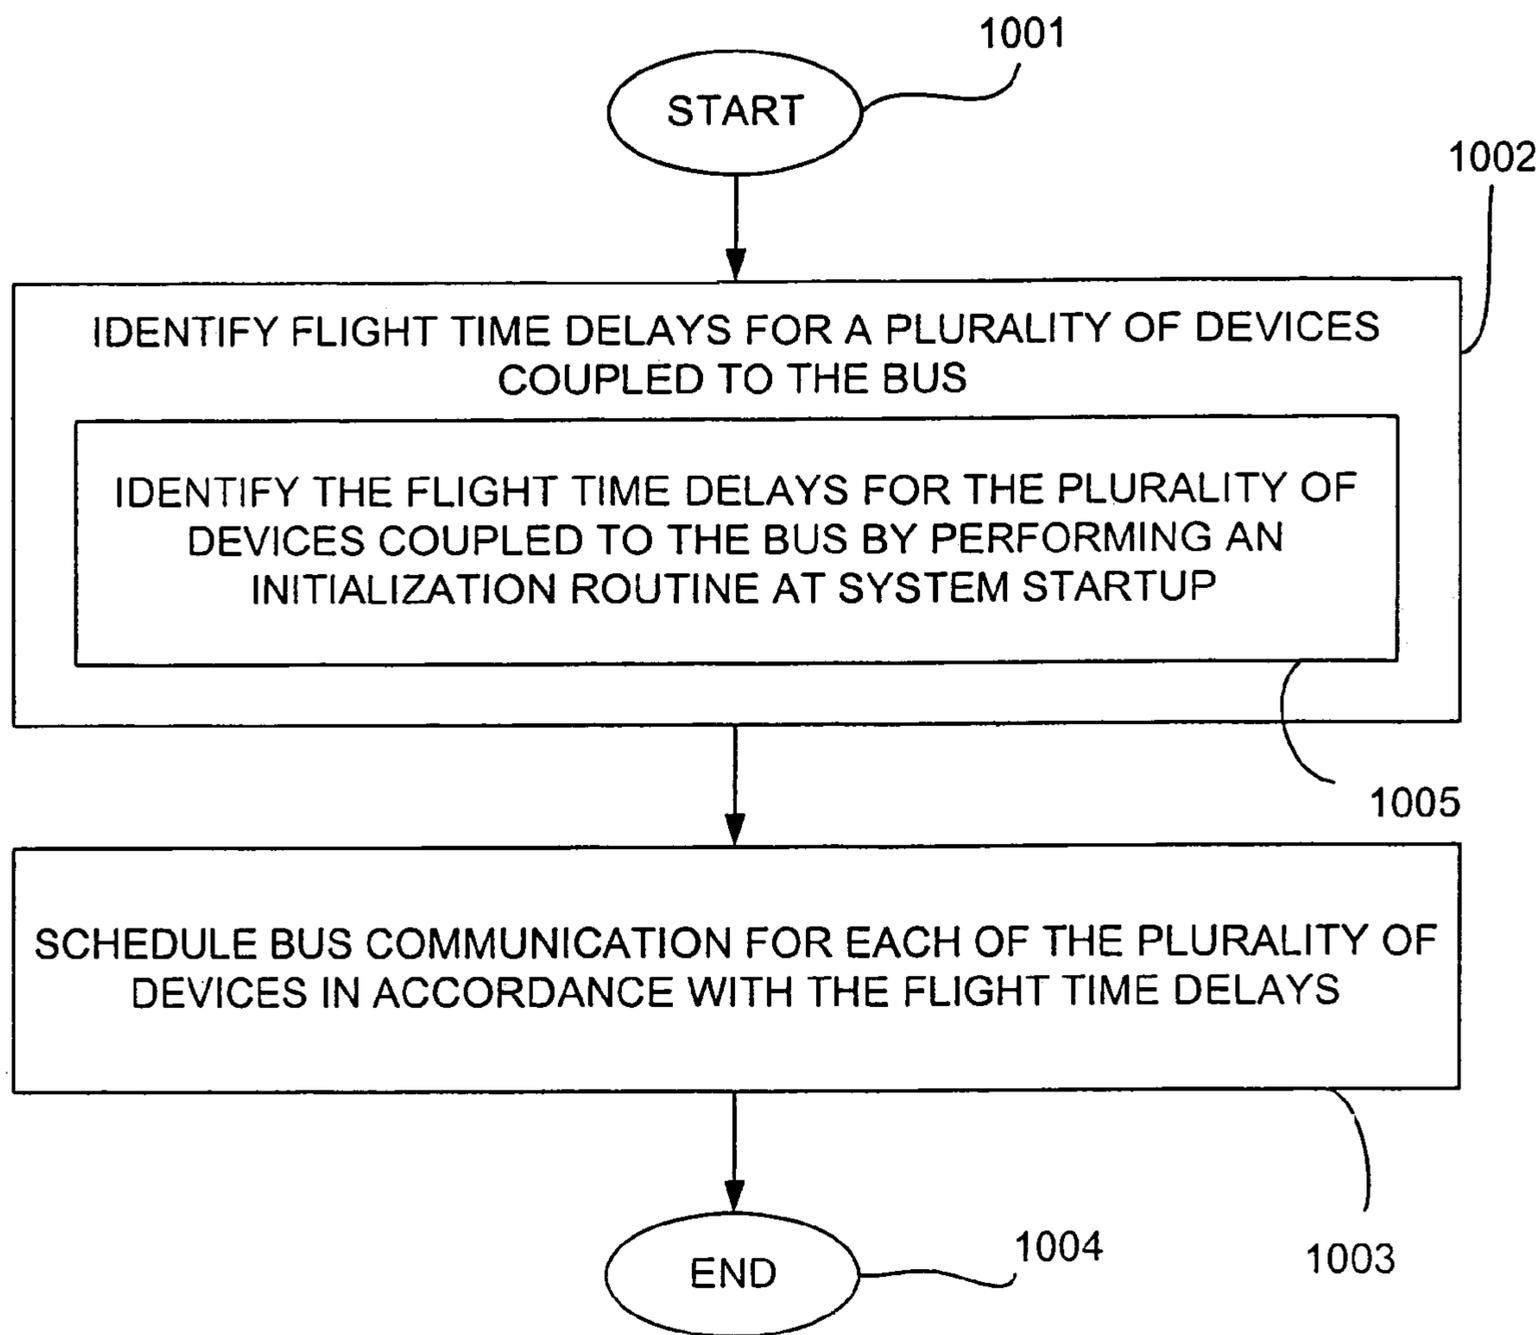 1001
START
1002
IDENTIFY FLIGHT TIME DELAYS FOR A PLURALITY OF DEVICES
COUPLED TO THE BUS
IDENTIFY THE FLIGHT TIME DELAYS FOR THE PLURALITY OF
DEVICES COUPLED TO THE BUS BY PERFORMING AN
INITIALIZATION ROUTINE AT SYSTEM STARTUP
1005
SCHEDULE BUS COMMUNICATION FOR EACH OF THE PLURALITY OF
DEVICES IN ACCORDANCE WITH THE FLIGHT TIME DELAYS
1003
1004
END